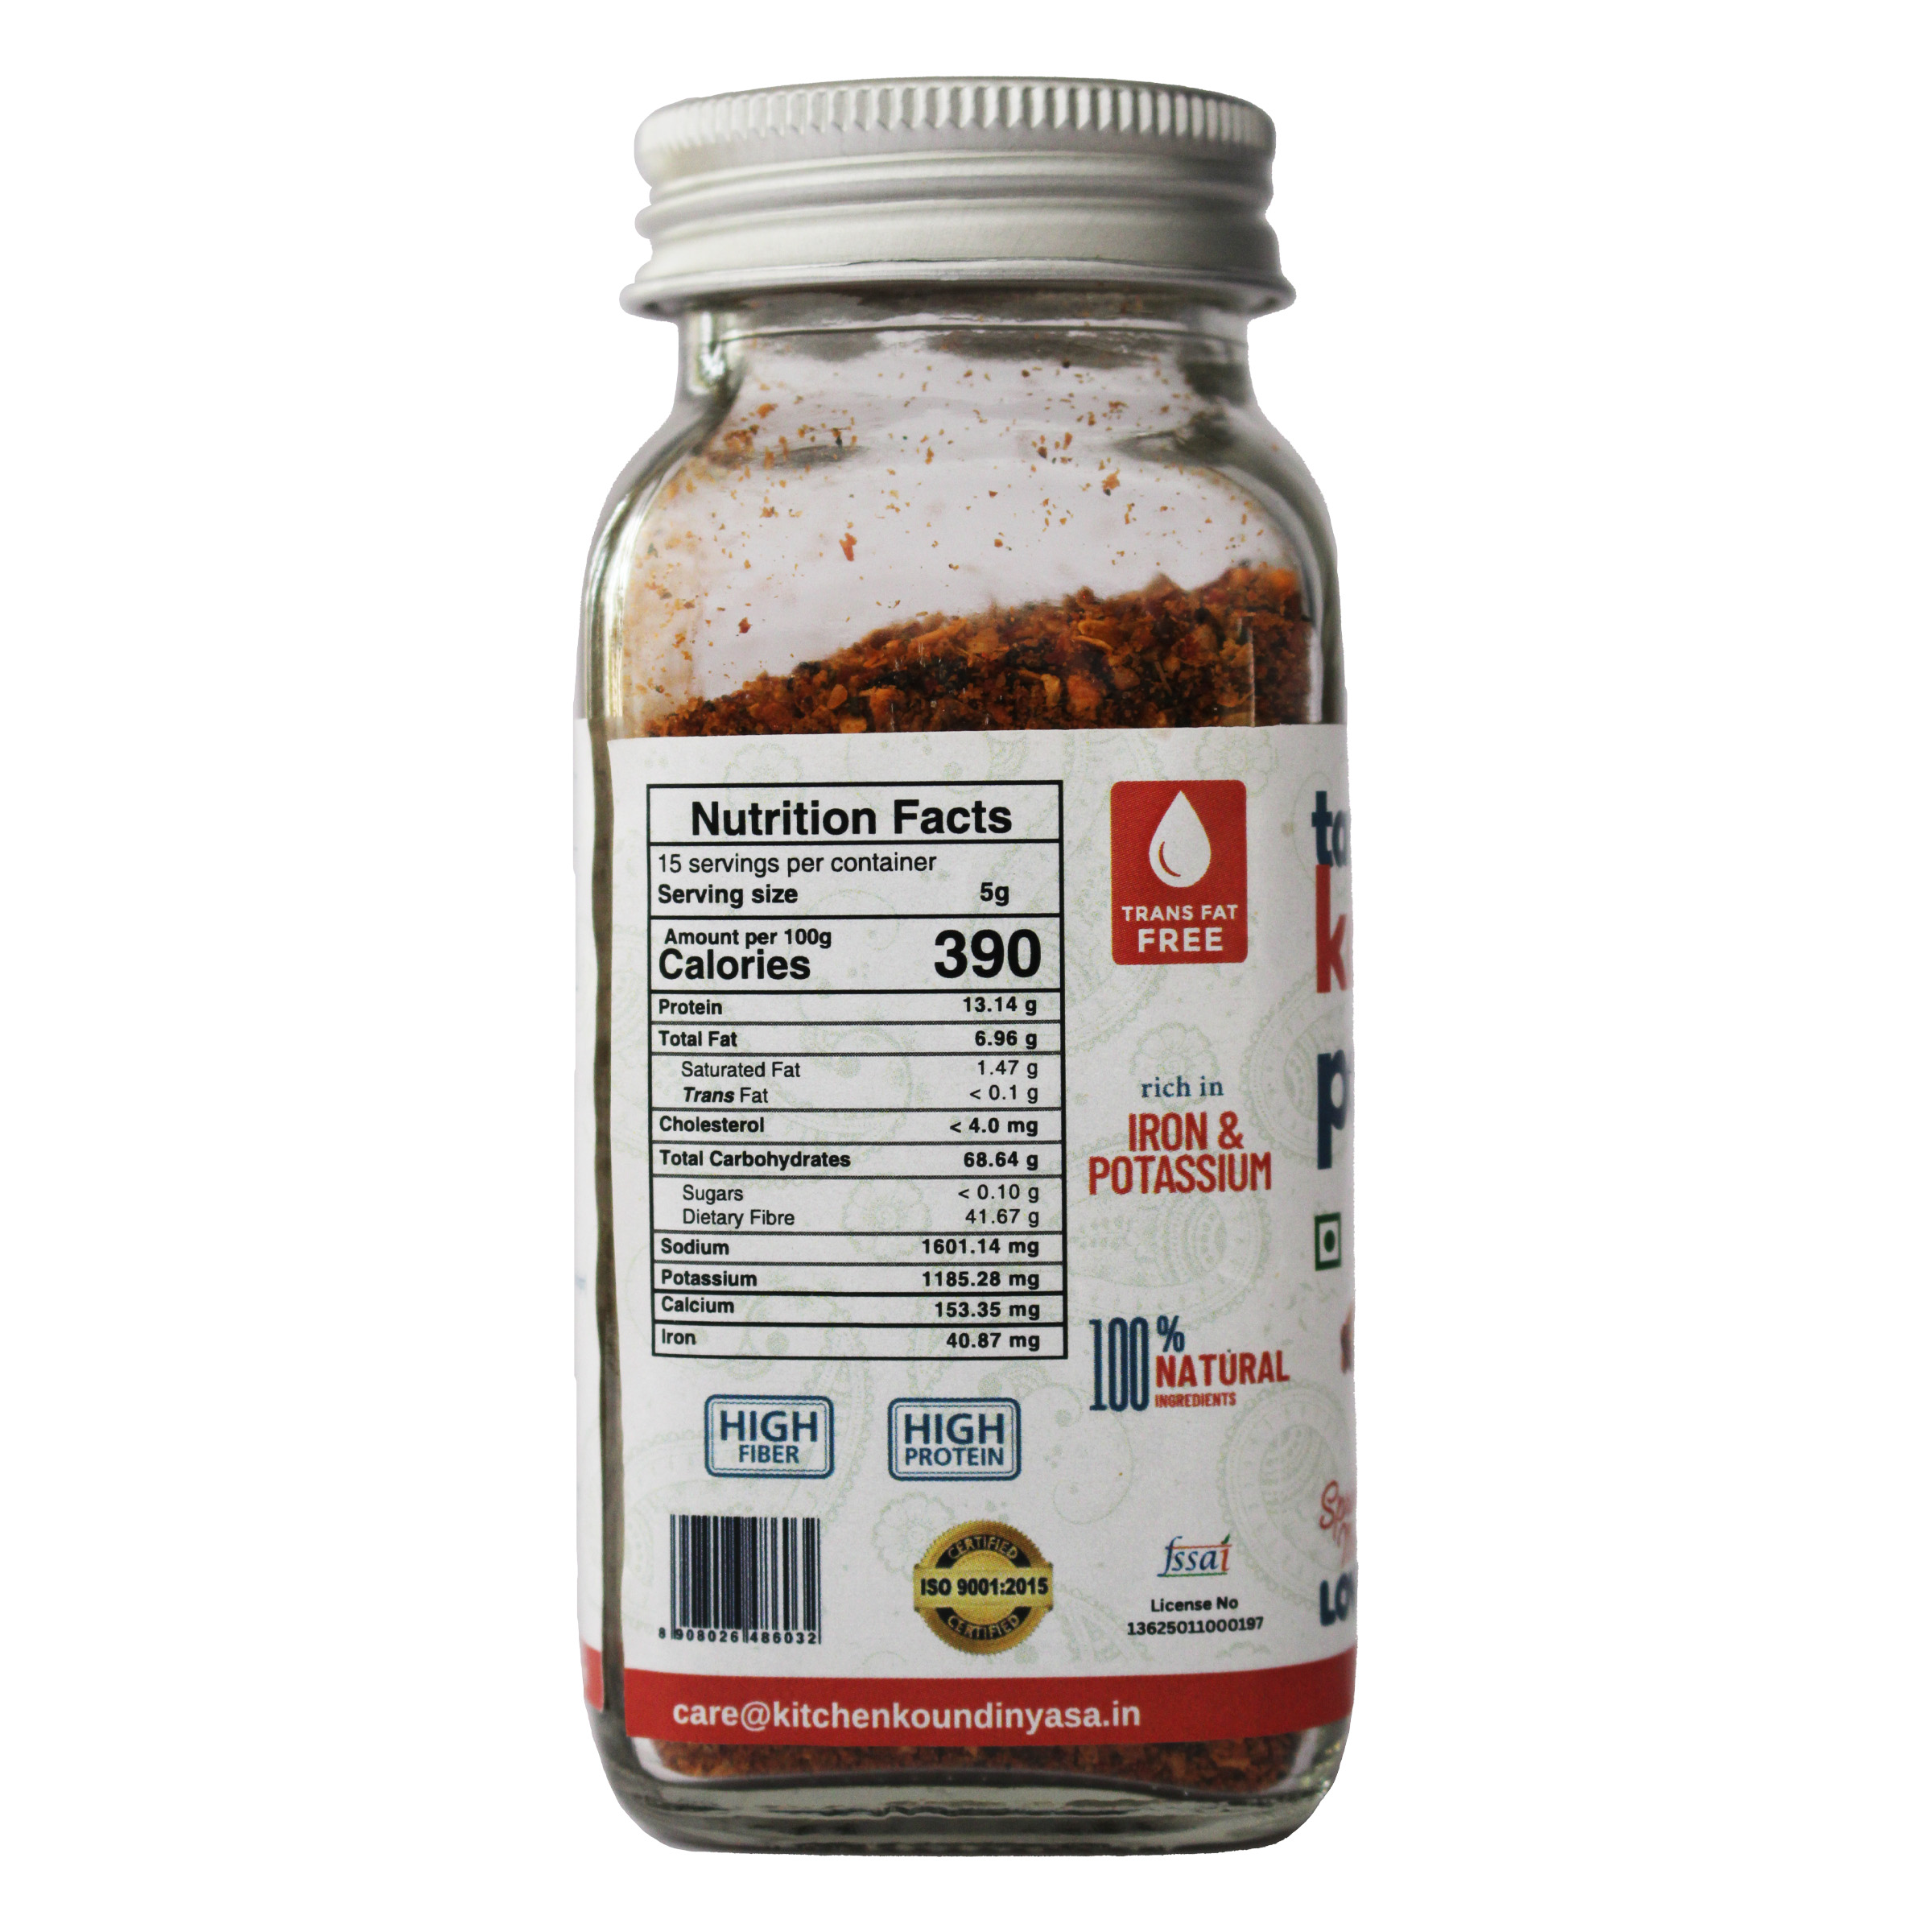 Nutrition Facts
15 servings per container
Serving size 5g
Amount per 100g
Calories 390
Protein 13.14 g
Total Fat 6.96 g
Saturated Fat 1.47 g
Trans Fat < 0.1 g
Cholesterol < 4.0 mg
Total Carbohydrates 68.64 g
Sugars < 0.10 g
Dietary Fibre 41.67 g
Sodium 1601.14 mg
Potassium 1185.28 mg
Calcium 153.35 mg
Iron 40.87 mg
HIGH
FIBER
HIGH
PROTEIN
8 908026 486032
CERTIFIED
ISO 9001:2015
CERTIFIED
TRANS FAT
FREE
rich in
IRON &
POTASSIUM
100%
NATURAL
INGREDIENTS
fssai
License No
13625011000197
care@kitchenkoundinyasa.in